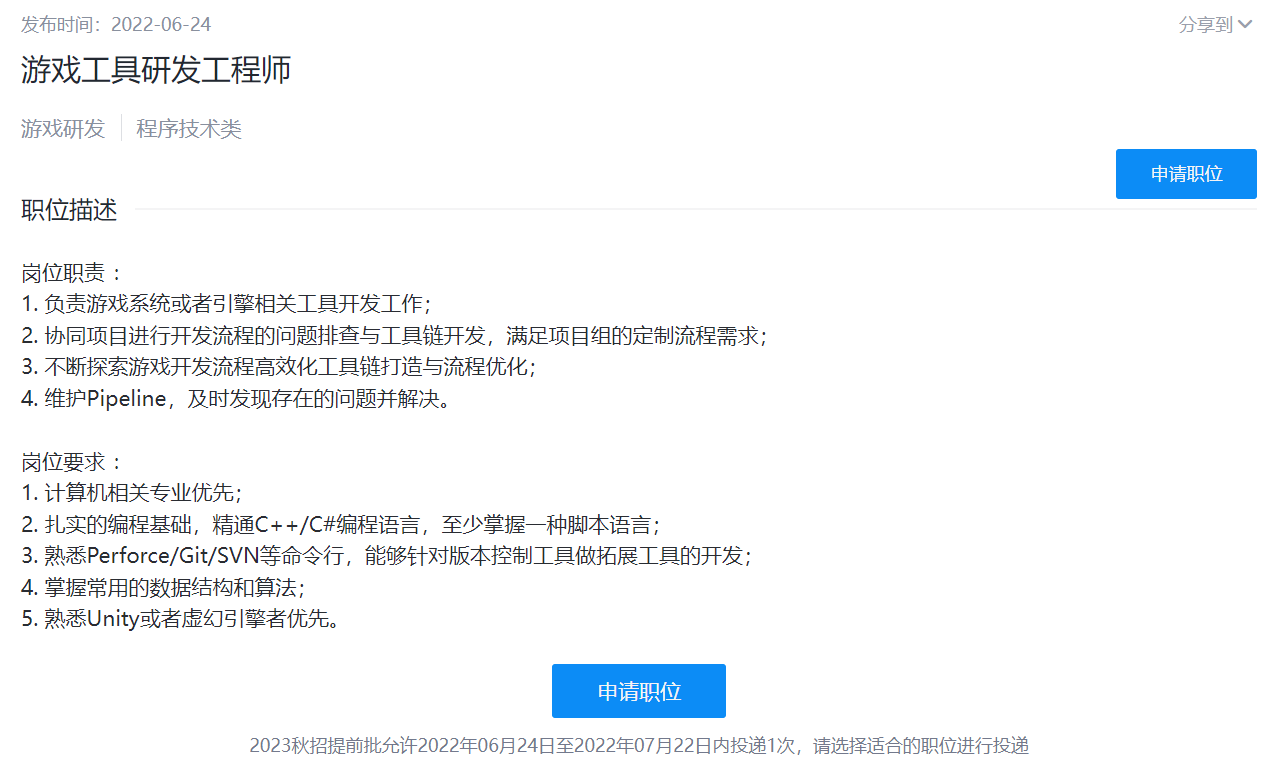 发布时间：2022-06-24
分享到
游戏工具研发工程师
游戏研发
程序技术类
申请职位
职位描述
岗位职责 ：
1. 负责游戏系统或者引擎相关工具开发工作；
2. 协同项目进行开发流程的问题排查与工具链开发，满足项目组的定制流程需求；
3. 不断探索游戏开发流程高效化工具链打造与流程优化；
4. 维护Pipeline，及时发现存在的问题并解决。
岗位要求 ：
1. 计算机相关专业优先；
2. 扎实的编程基础，精通C++/C#编程语言，至少掌握一种脚本语言；
3. 熟悉Perforce/Git/SVN等命令行，能够针对版本控制工具做拓展工具的开发；
4. 掌握常用的数据结构和算法；
5. 熟悉Unity或者虚幻引擎者优先。
申请职位
2023秋招提前批允许2022年06月24日至2022年07月22日内投递1次，请选择适合的职位进行投递